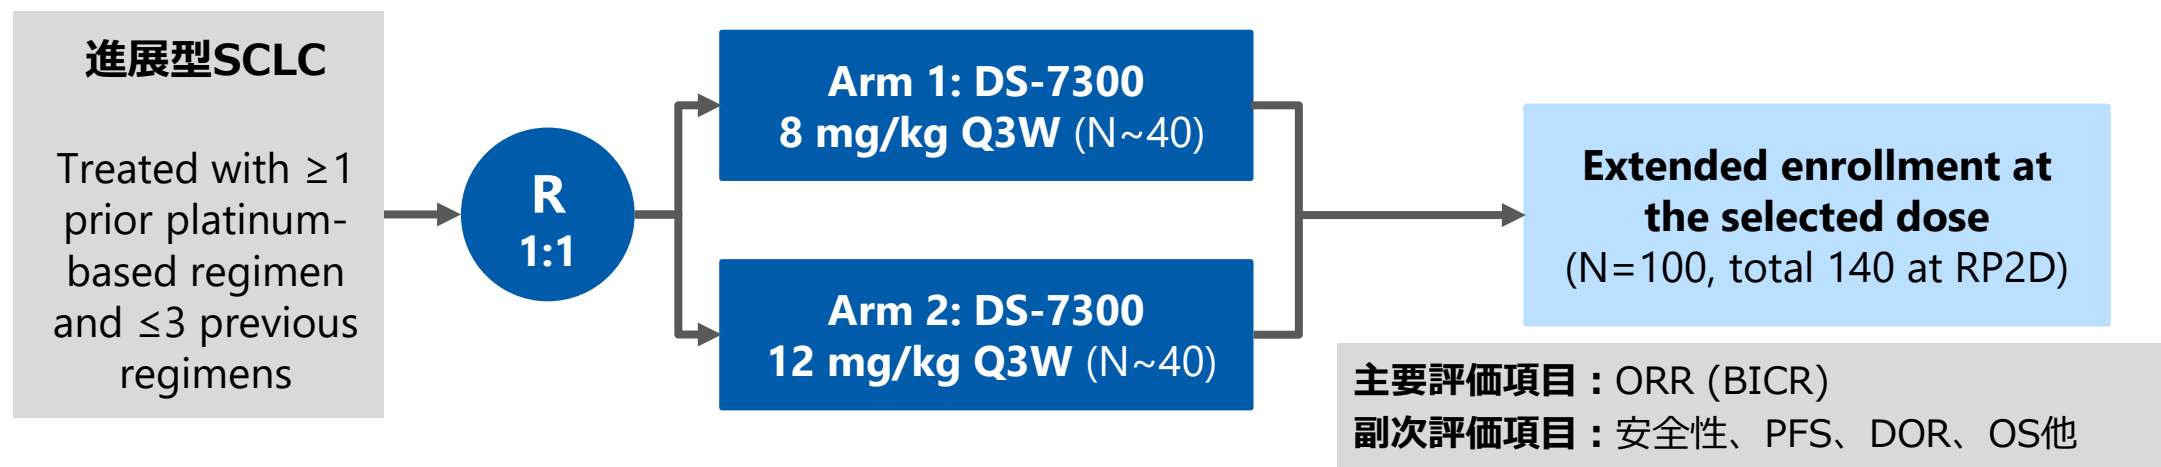 進展型SCLC
Treated with ≥1
prior platinum-
based regimen
and ≤3 previous
regimens
R
1:1
Arm 1: DS-7300
8 mg/kg Q3W (N~40)
Arm 2: DS-7300
12 mg/kg Q3W (N~40)
Extended enrollment at
the selected dose
(N=100, total 140 at RP2D)
主要評価項目：ORR (BICR)
副次評価項目：安全性、PFS、DOR、OS他